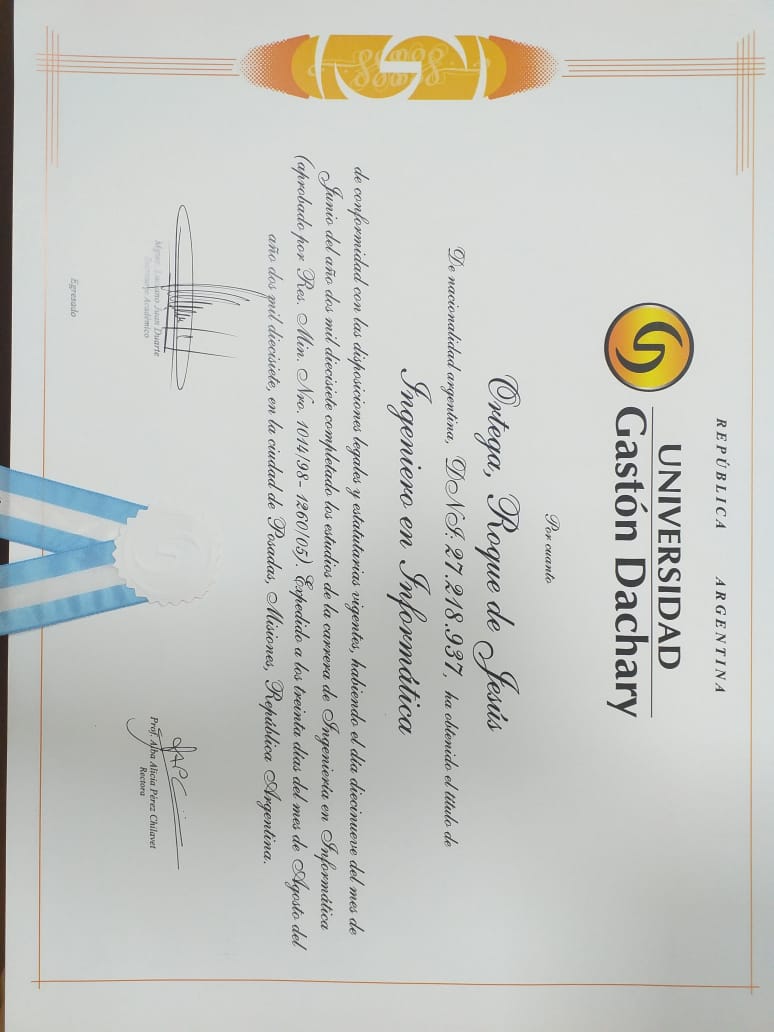 REPÚBLICA ARGENTINA
UNIVERSIDAD
Gastón Dachary
Por cuanto
Ortega, Roque de Jesús
De nacionalidad argentina, DNI: 27.218.937, ha obtenido el título de
Ingeniero en Informática
de conformidad con las disposiciones legales y estatutarias vigentes, habiendo el día diecinueve del mes de
Junio del año dos mil diecisiete completado los estudios de la carrera de Ingeniería en Informática
(aprobado por Res. Min. Nro. 1014/98- 1260/05). Expedido a los treinta días del mes de Agosto del
año dos mil diecisiete, en la ciudad de Posadas, Misiones, República Argentina.
Mgter. Luciano Juan Duarte
Secretario Académico
Prof. Alba Alicia Pérez Chilavet
Rectora
Egresado